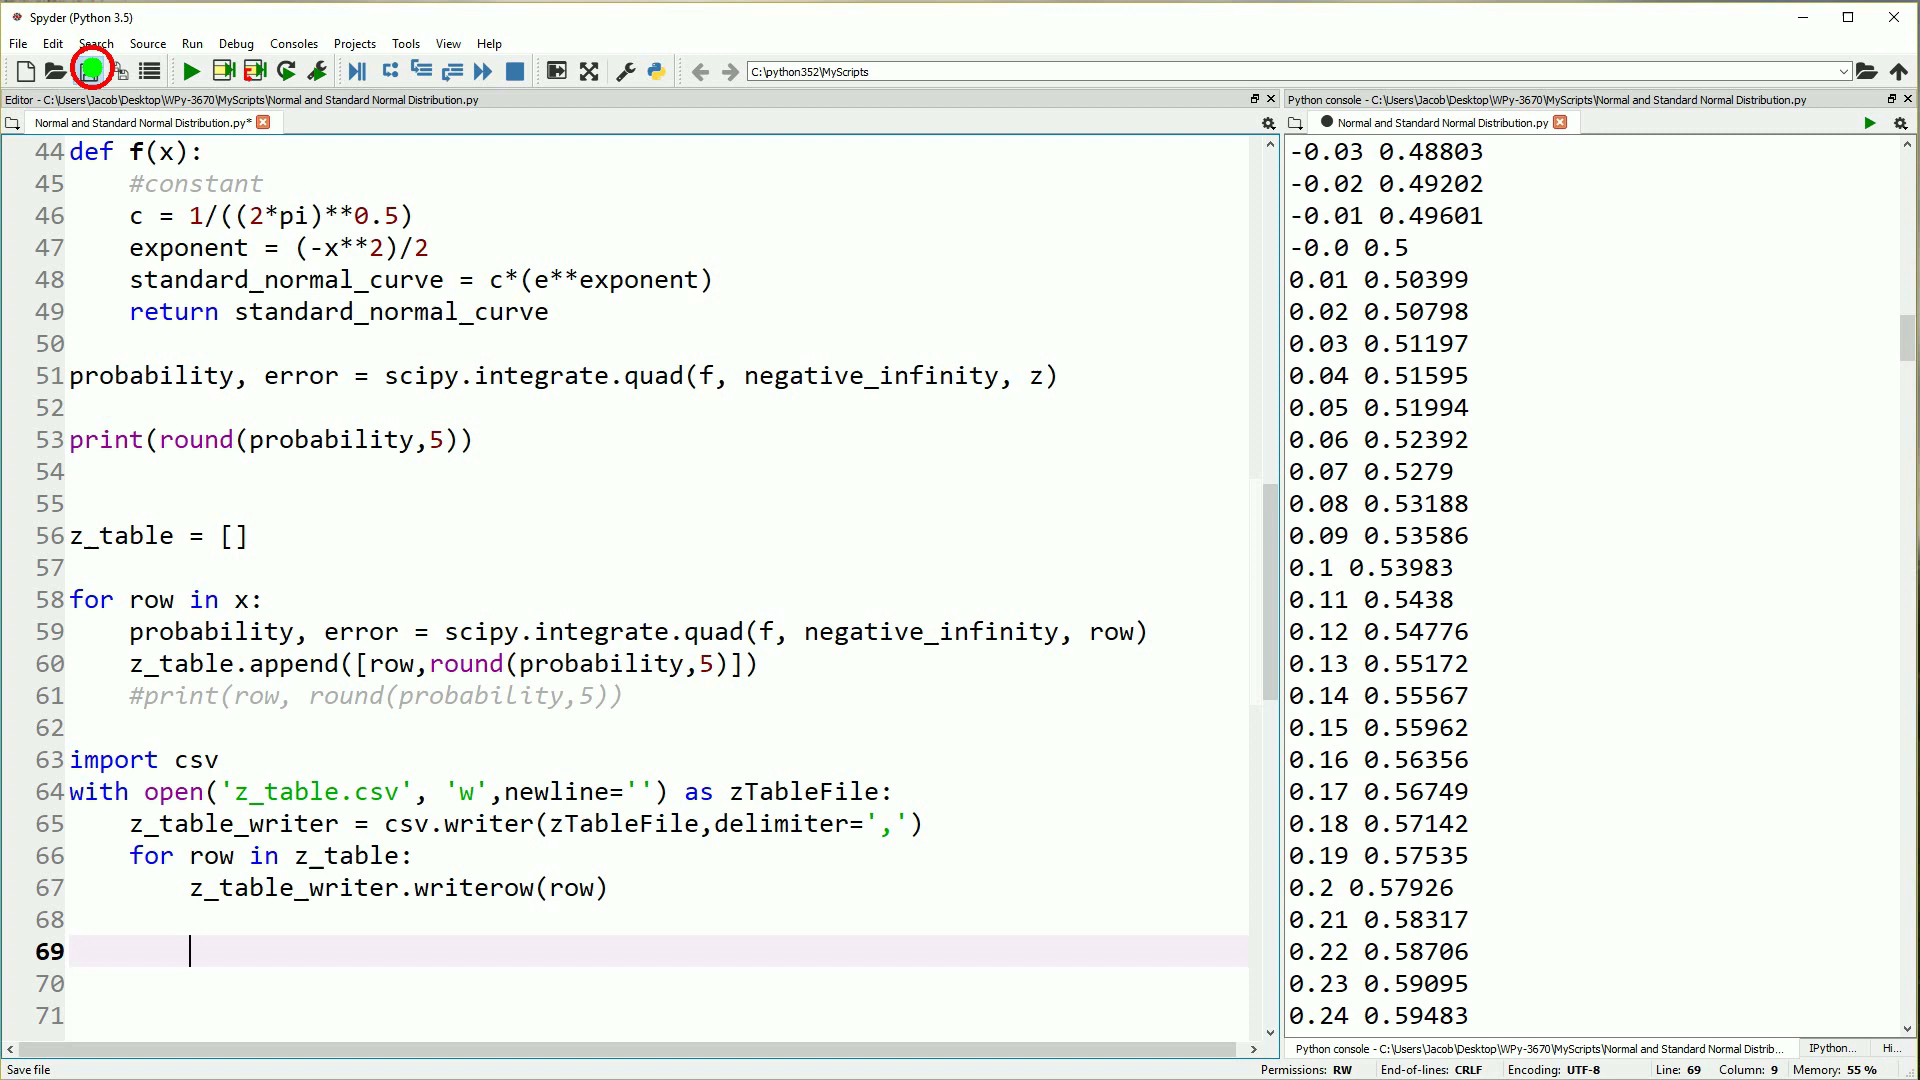 Spyder (Python 3.5)
File Edit Search Source Run Debug Consoles Projects Tools View Help
C:\python352\MyScripts
Editor - C:\Users\Jacob\Desktop\WPy-3670\MyScripts\Normal and Standard Normal Distribution.py
Normal and Standard Normal Distribution.py*
44 def f(x):
45 #constant
46 c = 1/((2*pi)**0.5)
47 exponent = (-x**2)/2
48 standard_normal_curve = c*(e**exponent)
49 return standard_normal_curve
50
51 probability, error = scipy.integrate.quad(f, negative_infinity, z)
52
53 print(round(probability,5))
54
55
56 z_table = []
57
58 for row in x:
59 probability, error = scipy.integrate.quad(f, negative_infinity, row)
60 z_table.append([row,round(probability,5)])
61 #print(row, round(probability,5))
62
63 import csv
64 with open('z_table.csv', 'w',newline='') as zTableFile:
65 z_table_writer = csv.writer(zTableFile,delimiter=',')
66 for row in z_table:
67 z_table_writer.writerow(row)
68
69
70
71
Python console - C:\Users\Jacob\Desktop\WPy-3670\MyScripts\Normal and Standard Normal Distribution.py
Normal and Standard Normal Distribution.py
-0.03 0.48803
-0.02 0.49202
-0.01 0.49601
-0.0 0.5
0.01 0.50399
0.02 0.50798
0.03 0.51197
0.04 0.51595
0.05 0.51994
0.06 0.52392
0.07 0.5279
0.08 0.53188
0.09 0.53586
0.1 0.53983
0.11 0.5438
0.12 0.54776
0.13 0.55172
0.14 0.55567
0.15 0.55962
0.16 0.56356
0.17 0.56749
0.18 0.57142
0.19 0.57535
0.2 0.57926
0.21 0.58317
0.22 0.58706
0.23 0.59095
0.24 0.59483
Python console - C:\Users\Jacob\Desktop\WPy-3670\MyScripts\Normal and Standard Normal Distrib... IPython... Hi...
Save file Permissions: RW End-of-lines: CRLF Encoding: UTF-8 Line: 69 Column: 9 Memory: 55 %